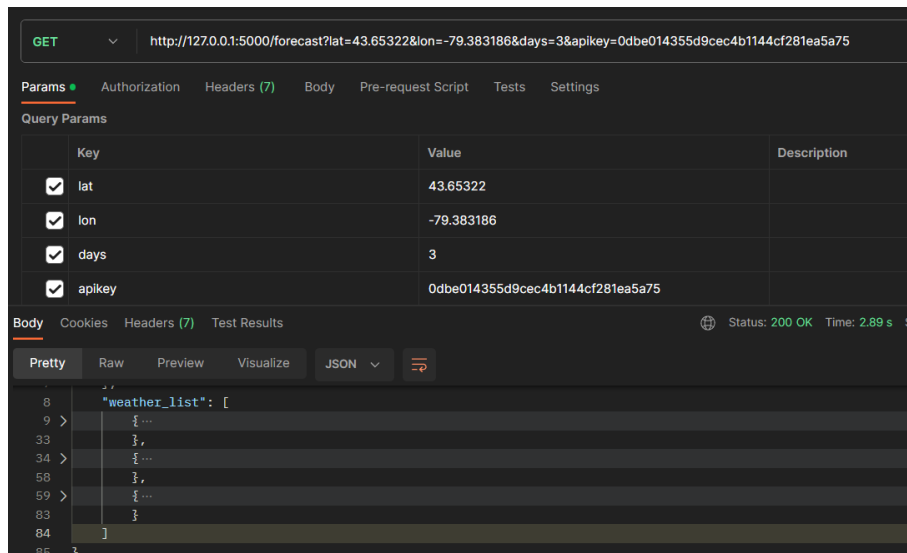 GET http://127.0.0.1:5000/forecast?lat=43.65322&lon=-79.383186&days=3&apikey=0dbe014355d9cec4b1144cf281ea5a75
Params Authorization Headers (7) Body Pre-request Script Tests Settings
Query Params
Key Value Description
lat 43.65322
lon -79.383186
days 3
apikey 0dbe014355d9cec4b1144cf281ea5a75
Body Cookies Headers (7) Test Results Status: 200 OK Time: 2.89 s
Pretty Raw Preview Visualize JSON
8 "weather_list": [
9 { ...
33 },
34 { ...
58 },
59 { ...
83 }
84 ]
85 }